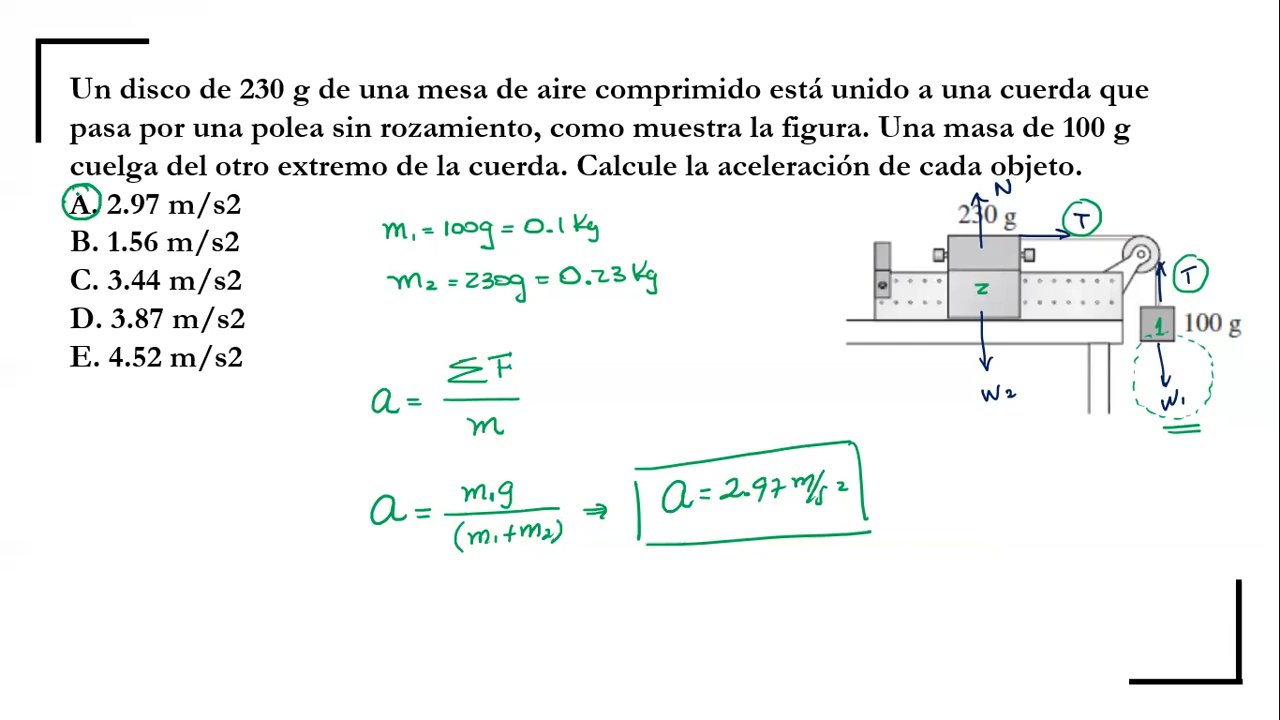 Un disco de 230 g de una mesa de aire comprimido está unido a una cuerda que
pasa por una polea sin rozamiento, como muestra la figura. Una masa de 100 g
cuelga del otro extremo de la cuerda. Calcule la aceleración de cada objeto.
A. 2.97 m/s2
B. 1.56 m/s2
C. 3.44 m/s2
D. 3.87 m/s2
E. 4.52 m/s2
m₁ = 100g = 0.1 Kg
m₂ = 230g = 0.23 Kg
a = ΣF / m
a = m₁g / (m₁+m₂) ⇒ a = 2.97 m/s²
N
230 g
T
T
2
1
100 g
W₂
W₁